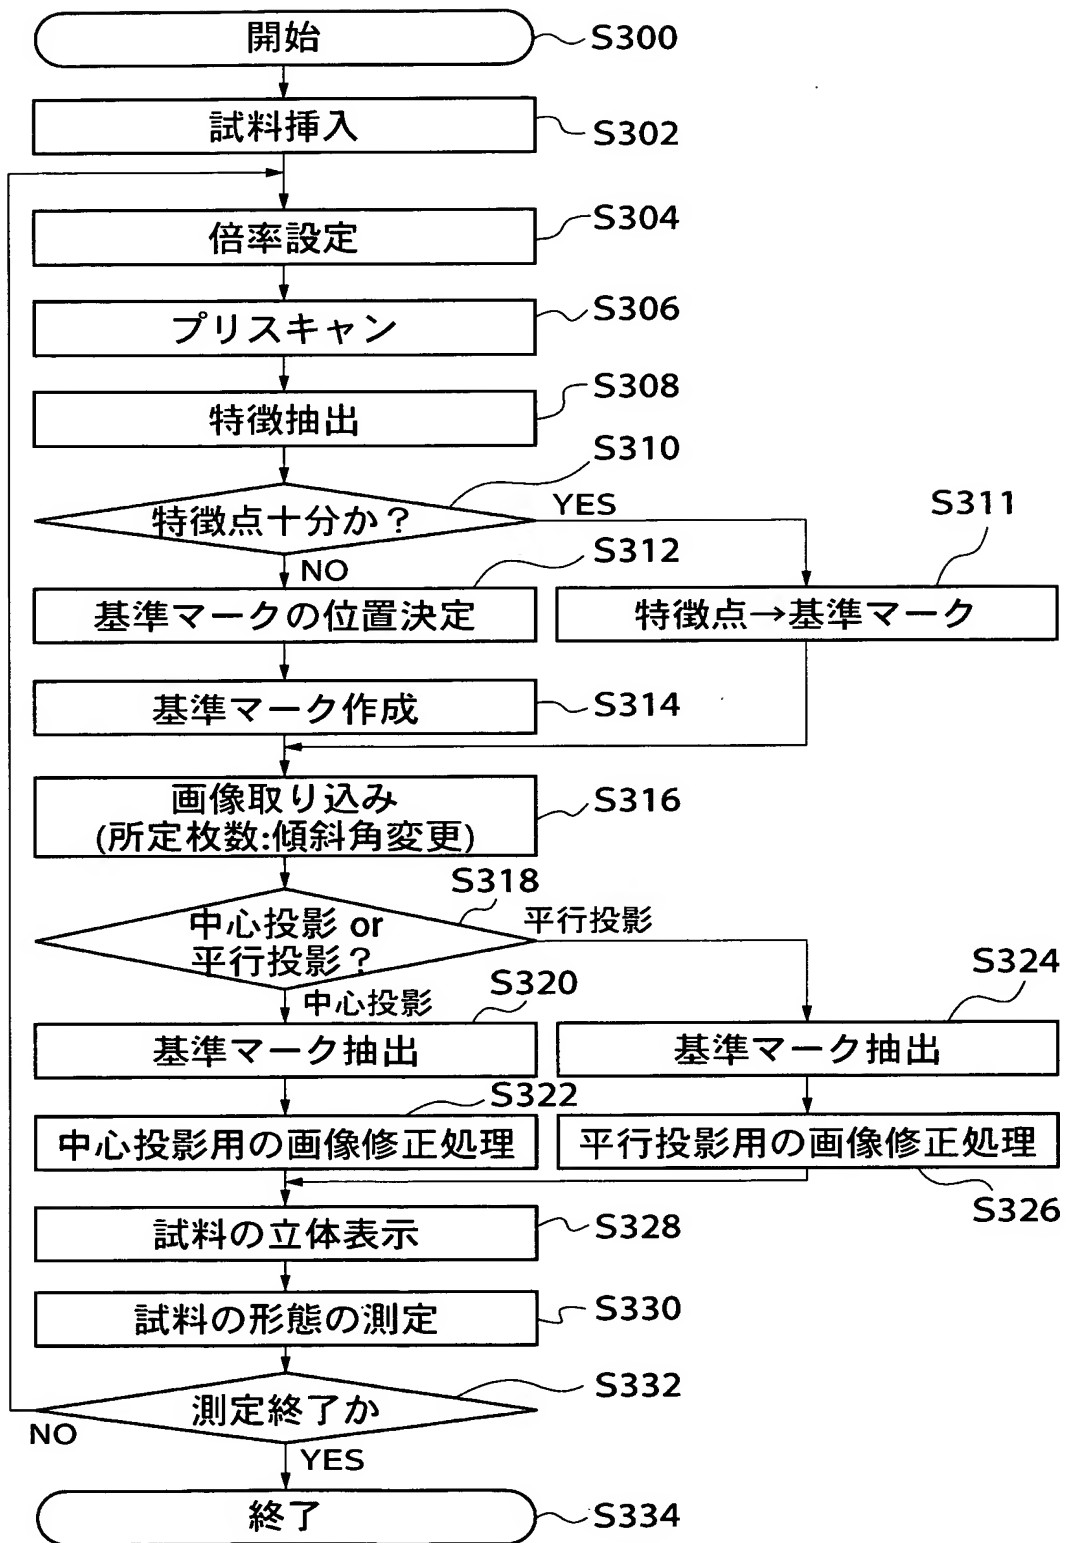 開始
S300
試料挿入
S302
倍率設定
S304
プリスキャン
S306
特徴抽出
S308
特徴点十分か？
S310
YES
NO
基準マークの位置決定
S312
特徴点→基準マーク
S311
基準マーク作成
S314
画像取り込み
(所定枚数:傾斜角変更)
S316
中心投影 or
平行投影？
S318
平行投影
中心投影
基準マーク抽出
S320
基準マーク抽出
S324
中心投影用の画像修正処理
S322
平行投影用の画像修正処理
S326
試料の立体表示
S328
試料の形態の測定
S330
測定終了か
S332
NO
YES
終了
S334